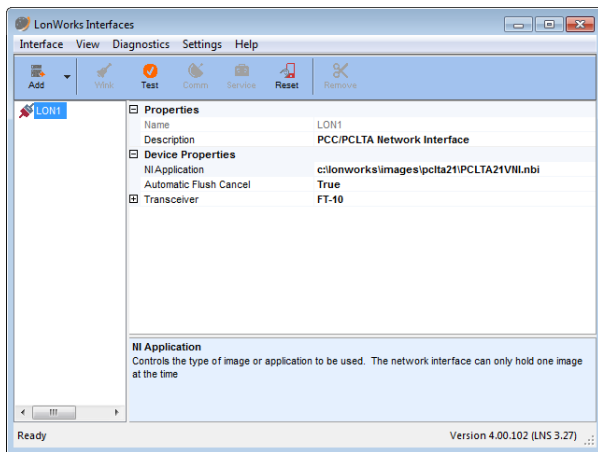 LonWorks Interfaces
Interface View Diagnostics Settings Help
Add Wink Test Comm Service Reset Remove
LON1
Properties
Name LON1
Description PCC/PCLTA Network Interface
Device Properties
NI Application c:\lonworks\images\pclta21\PCLTA21VNI.nbi
Automatic Flush Cancel True
Transceiver FT-10
NI Application
Controls the type of image or application to be used. The network interface can only hold one image
at the time
Ready Version 4.00.102 (LNS 3.27)